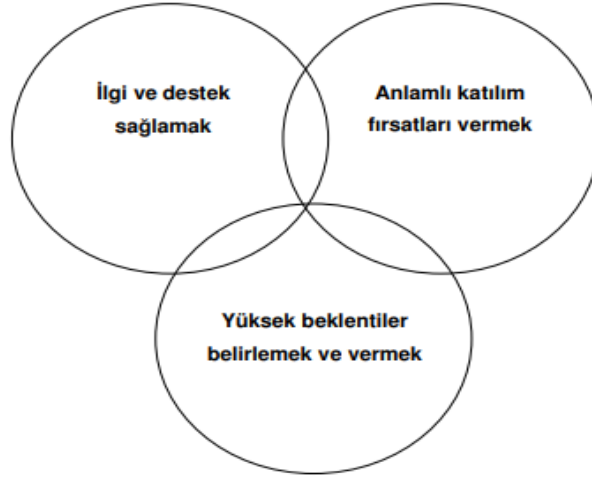 İlgi ve destek
sağlamak
Anlamlı katılım
fırsatları vermek
Yüksek beklentiler
belirlemek ve vermek